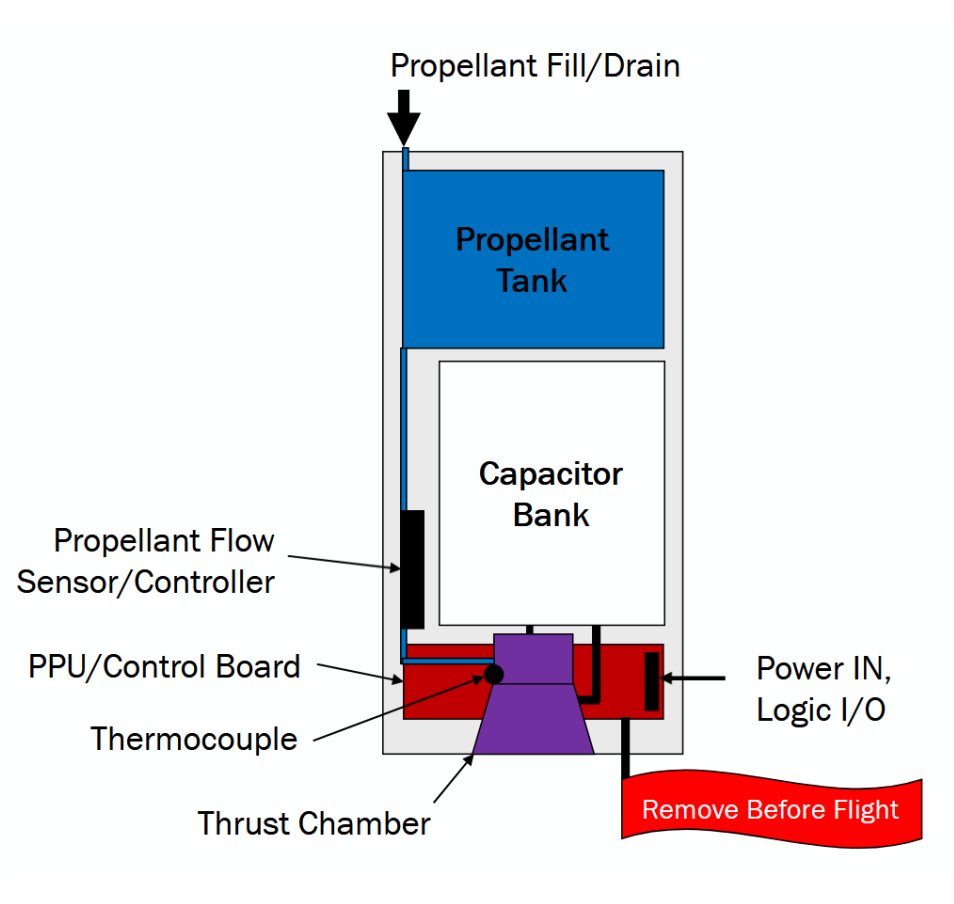 Propellant Fill/Drain
Propellant
Tank
Capacitor
Bank
Propellant Flow
Sensor/Controller
PPU/Control Board
Power IN,
Logic I/O
Thermocouple
Remove Before Flight
Thrust Chamber